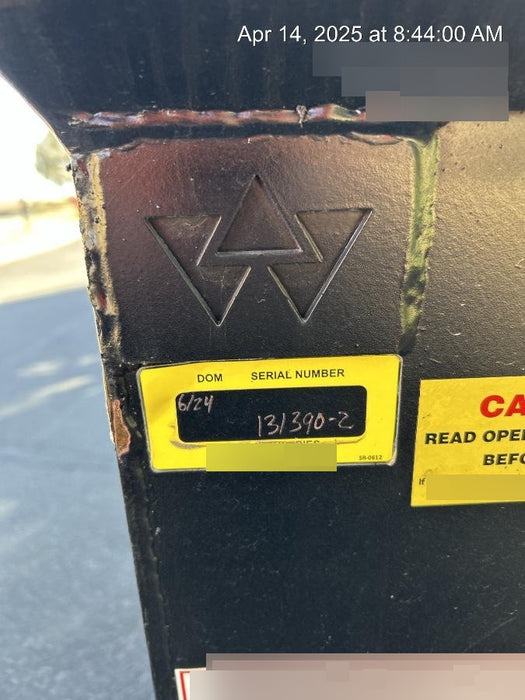 Apr 14, 2025 at 8:44:00 AM
DOM SERIAL NUMBER
6/24
131390-2
SR-0612
CA
READ OPE
BEFO
If